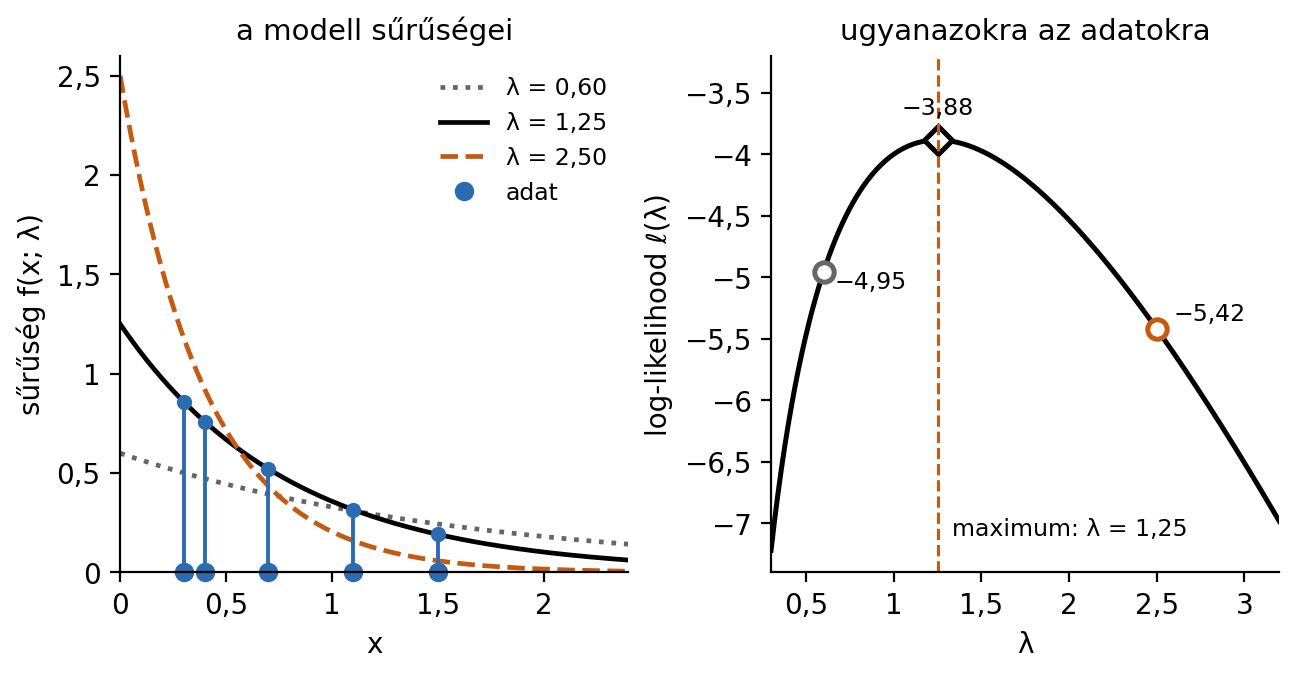 a modell sűrűségei
sűrűség f(x; λ)
2,5
2
1,5
1
0,5
0
λ = 0,60
λ = 1,25
λ = 2,50
adat
0
0,5
1
1,5
2
x
ugyanazokra az adatokra
log-likelihood ℓ(λ)
−3,5
−4
−4,5
−5
−5,5
−6
−6,5
−7
−3,88
−4,95
−5,42
maximum: λ = 1,25
0,5
1
1,5
2
2,5
3
λ